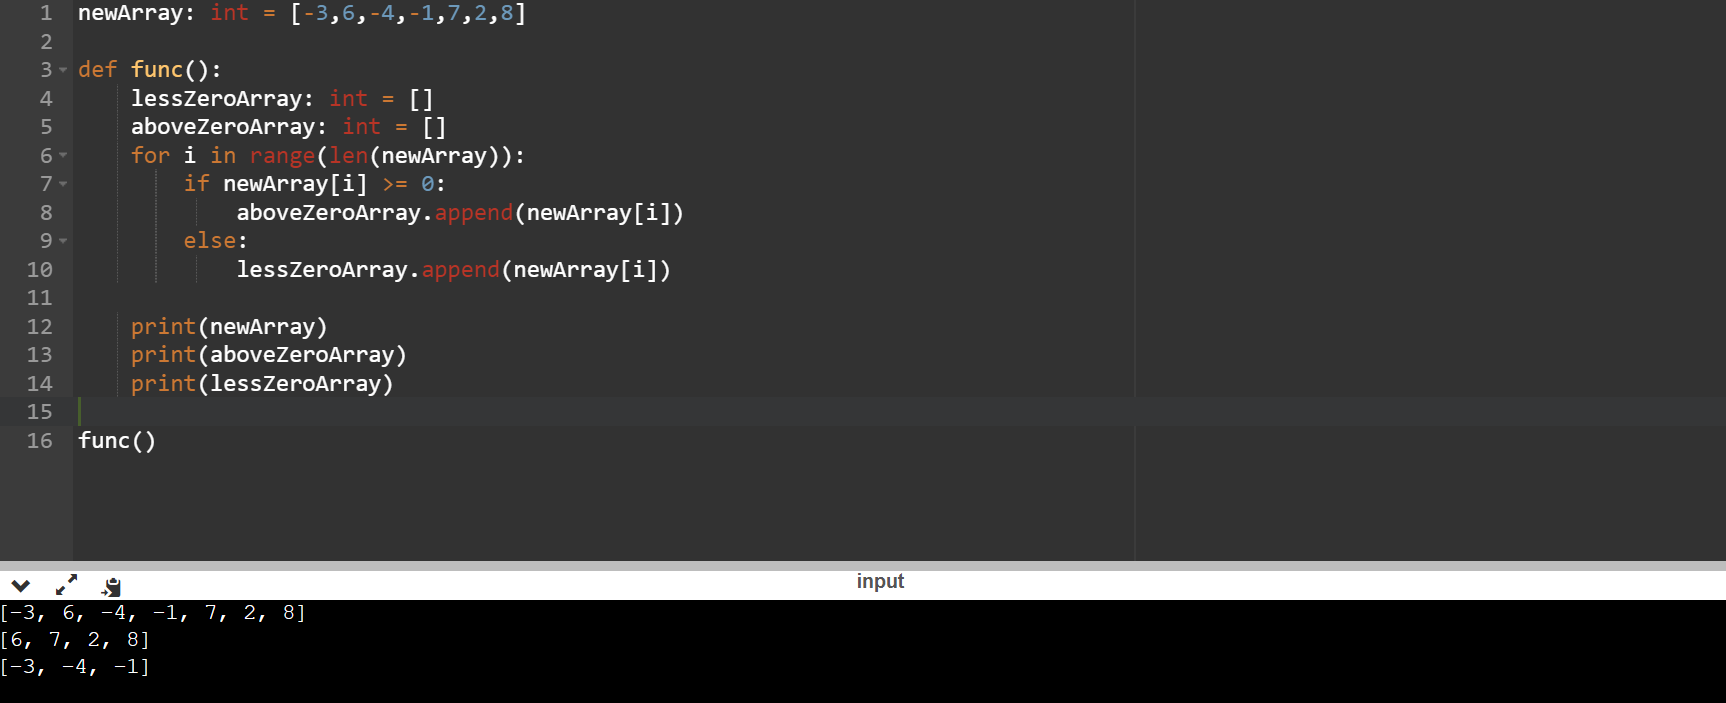 1 newArray: int = [-3,6,-4,-1,7,2,8]
2
3 def func():
4     lessZeroArray: int = []
5     aboveZeroArray: int = []
6     for i in range(len(newArray)):
7         if newArray[i] >= 0:
8             aboveZeroArray.append(newArray[i])
9         else:
10             lessZeroArray.append(newArray[i])
11
12     print(newArray)
13     print(aboveZeroArray)
14     print(lessZeroArray)
15
16 func()
input
[-3, 6, -4, -1, 7, 2, 8]
[6, 7, 2, 8]
[-3, -4, -1]